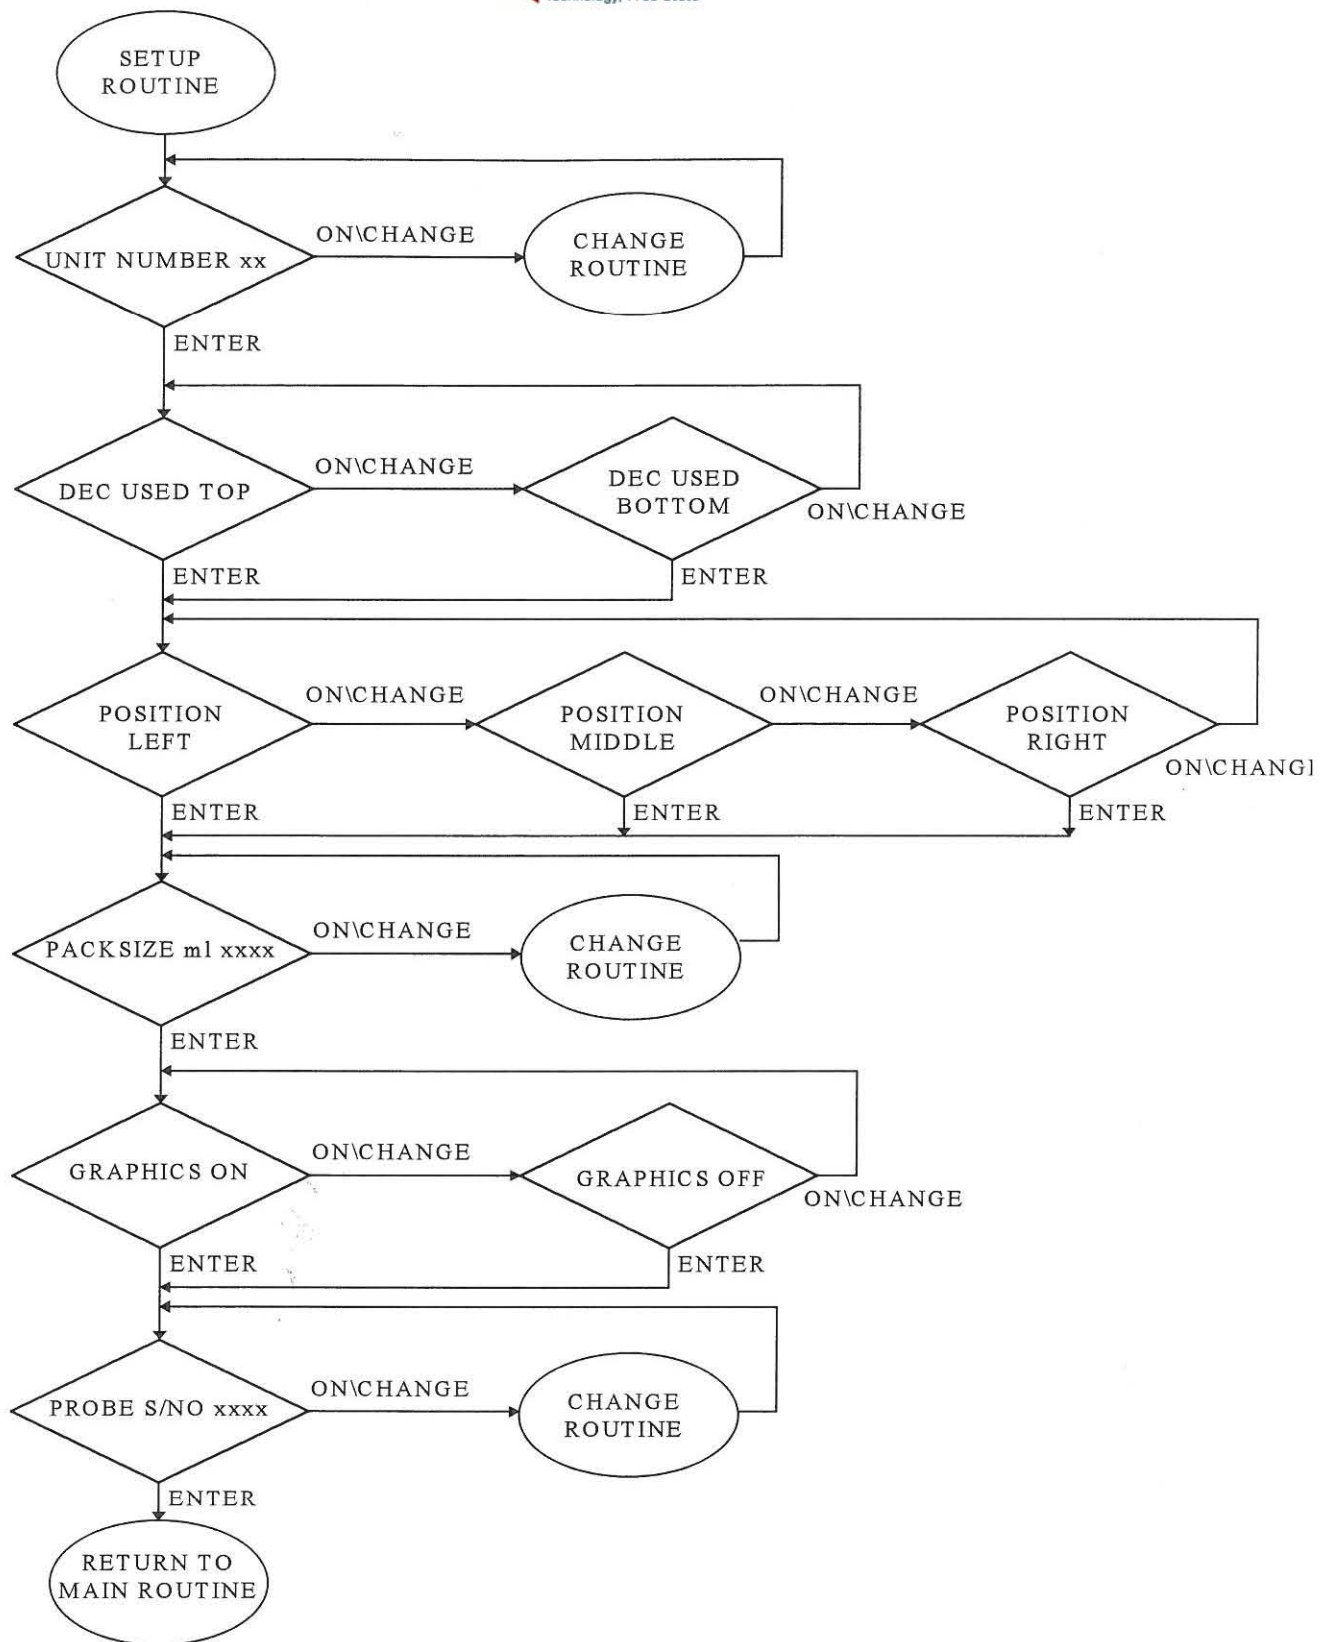 SETUP
ROUTINE
ON\CHANGE
UNIT NUMBER xx
CHANGE
ROUTINE
ENTER
ON\CHANGE
DEC USED TOP
DEC USED
BOTTOM
ON\CHANGE
ENTER
ENTER
POSITION
LEFT
ON\CHANGE
POSITION
MIDDLE
ON\CHANGE
POSITION
RIGHT
ON\CHANG
ENTER
ENTER
ENTER
PACKSIZE ml xxxx
ON\CHANGE
CHANGE
ROUTINE
ENTER
GRAPHICS ON
ON\CHANGE
GRAPHICS OFF
ON\CHANGE
ENTER
ENTER
PROBE S/NO xxxx
ON\CHANGE
CHANGE
ROUTINE
ENTER
RETURN TO
MAIN ROUTINE